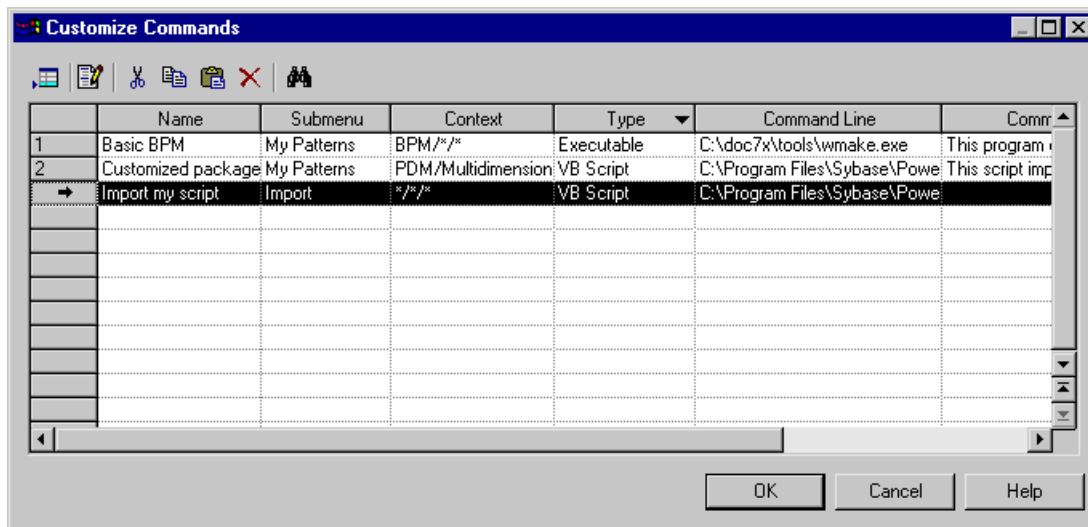 Customize Commands
Name Submenu Context Type Command Line Comm
1 Basic BPM My Patterns BPM/*/* Executable C:\doc7x\tools\wmake.exe This program
2 Customized package My Patterns PDM/Multidimension VB Script C:\Program Files\Sybase\Powe This script imp
Import my script Import */*/* VB Script C:\Program Files\Sybase\Powe
OK Cancel Help